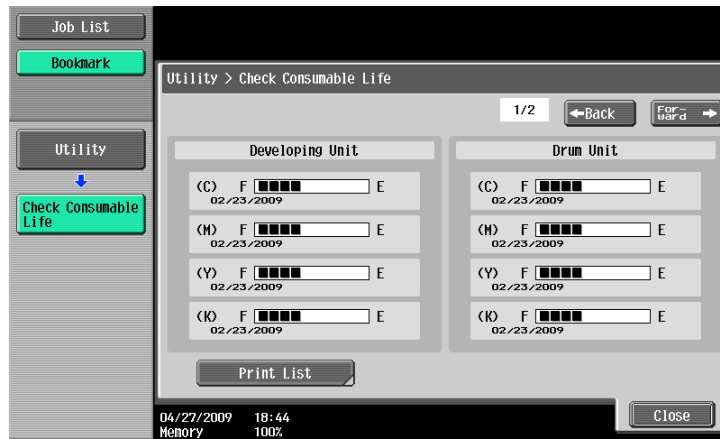 Job List
Bookmark
Utility > Check Consumable Life
1/2 ←Back For-
ward →
Utility
Check Consumable
Life
Developing Unit
(C) F E
02/23/2009
(M) F E
02/23/2009
(Y) F E
02/23/2009
(K) F E
02/23/2009
Drum Unit
(C) F E
02/23/2009
(M) F E
02/23/2009
(Y) F E
02/23/2009
(K) F E
02/23/2009
Print List
04/27/2009 18:44
Memory 100%
Close